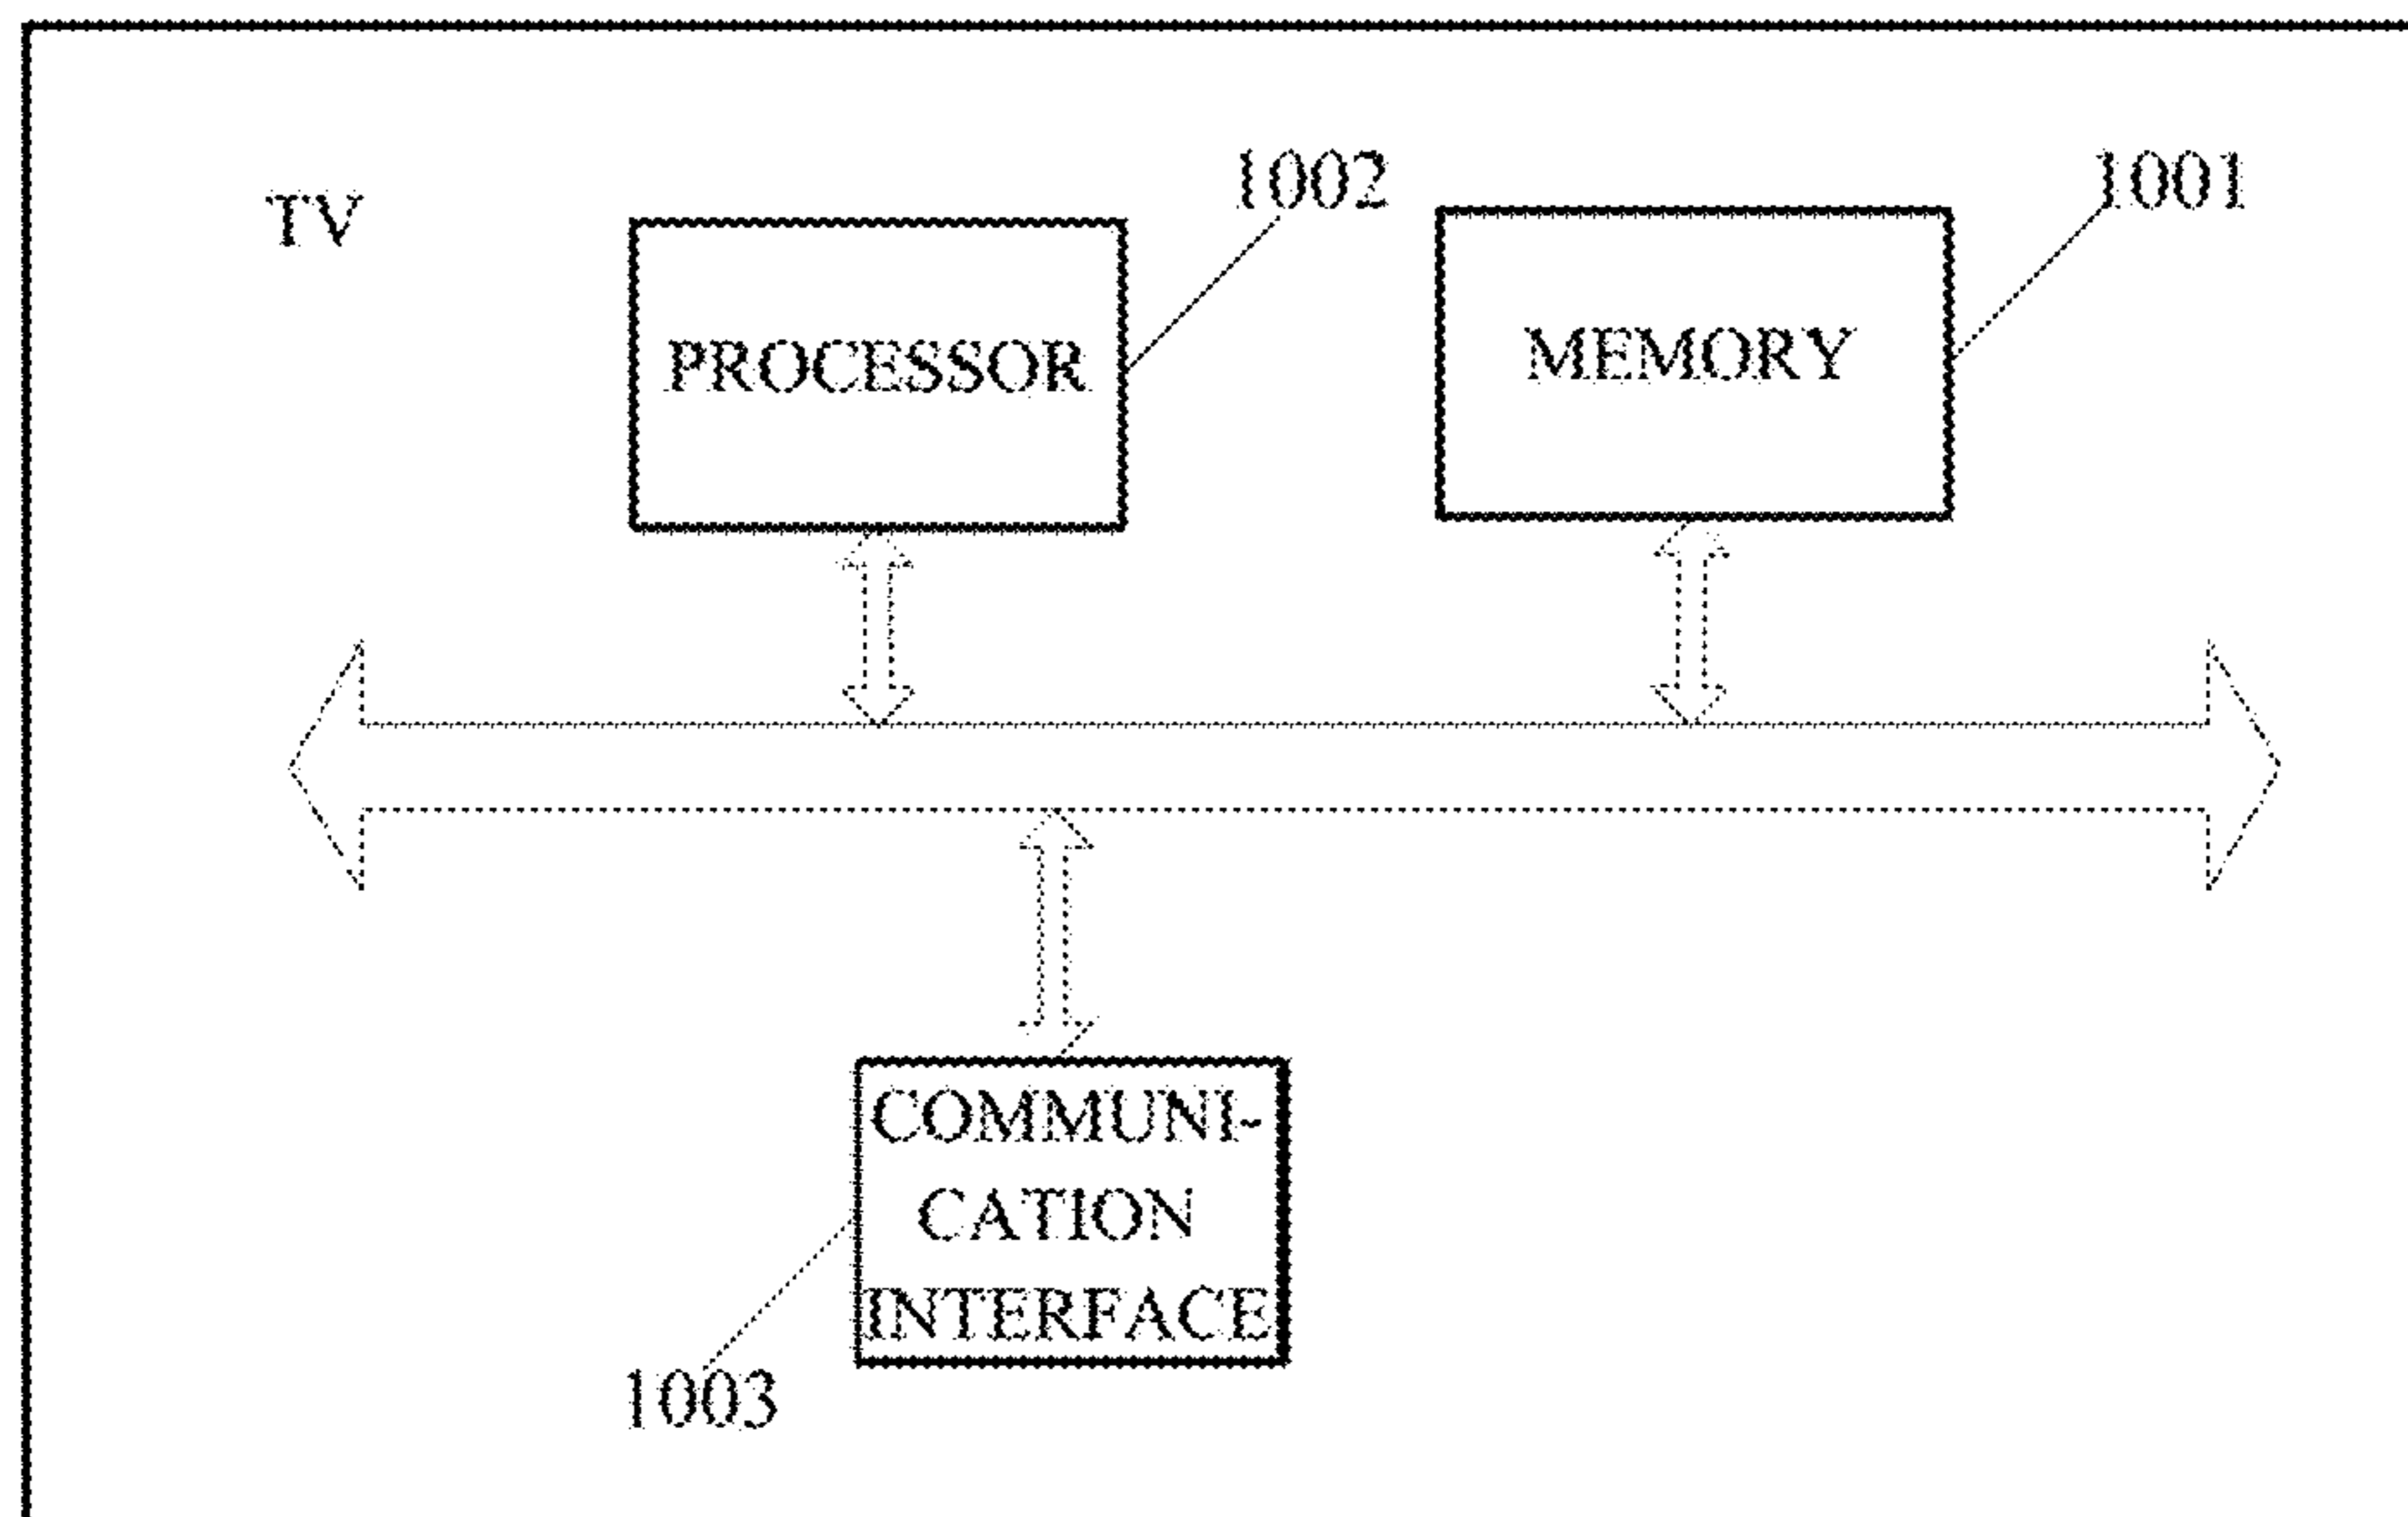 TV
1002
1001
PROCESSOR
MEMORY
COMMUNI-
CATION
INTERFACE
1003